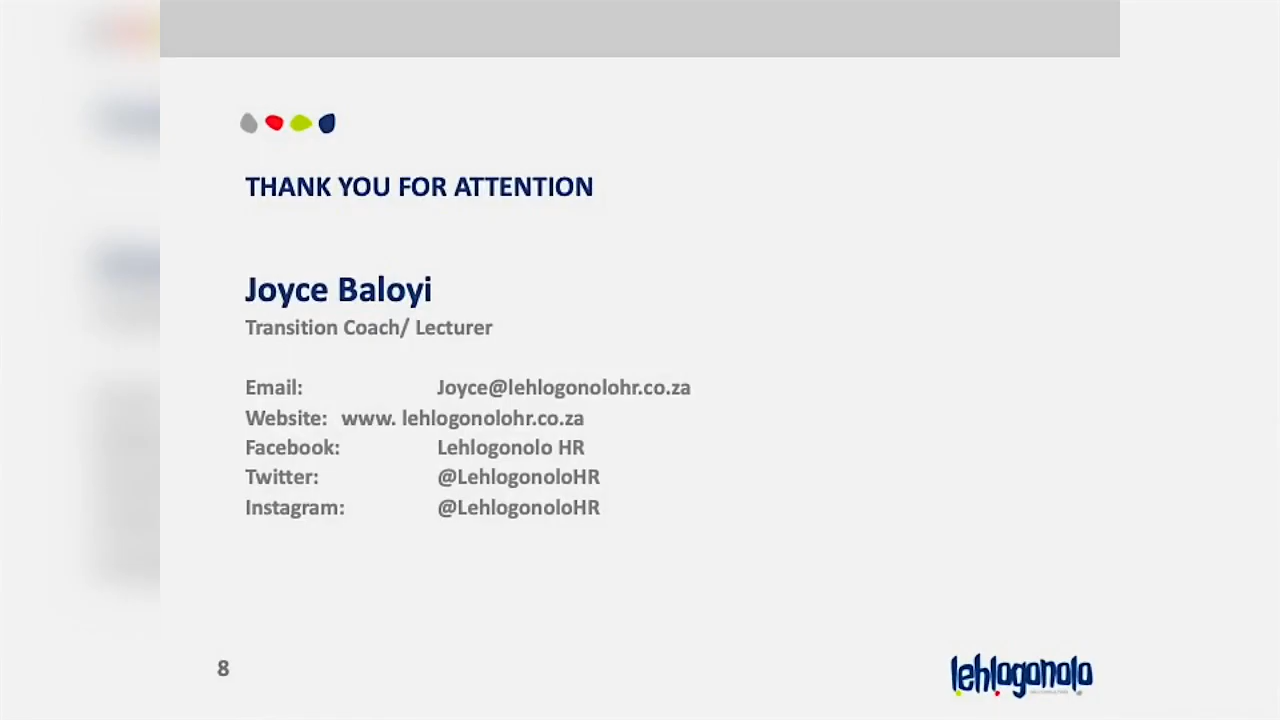 THANK YOU FOR ATTENTION
Joyce Baloyi
Transition Coach/ Lecturer
Email: Joyce@lehlogonolohr.co.za
Website: www. lehlogonolohr.co.za
Facebook: Lehlogonolo HR
Twitter: @LehlogonoloHR
Instagram: @LehlogonoloHR
8
lehlogonolo